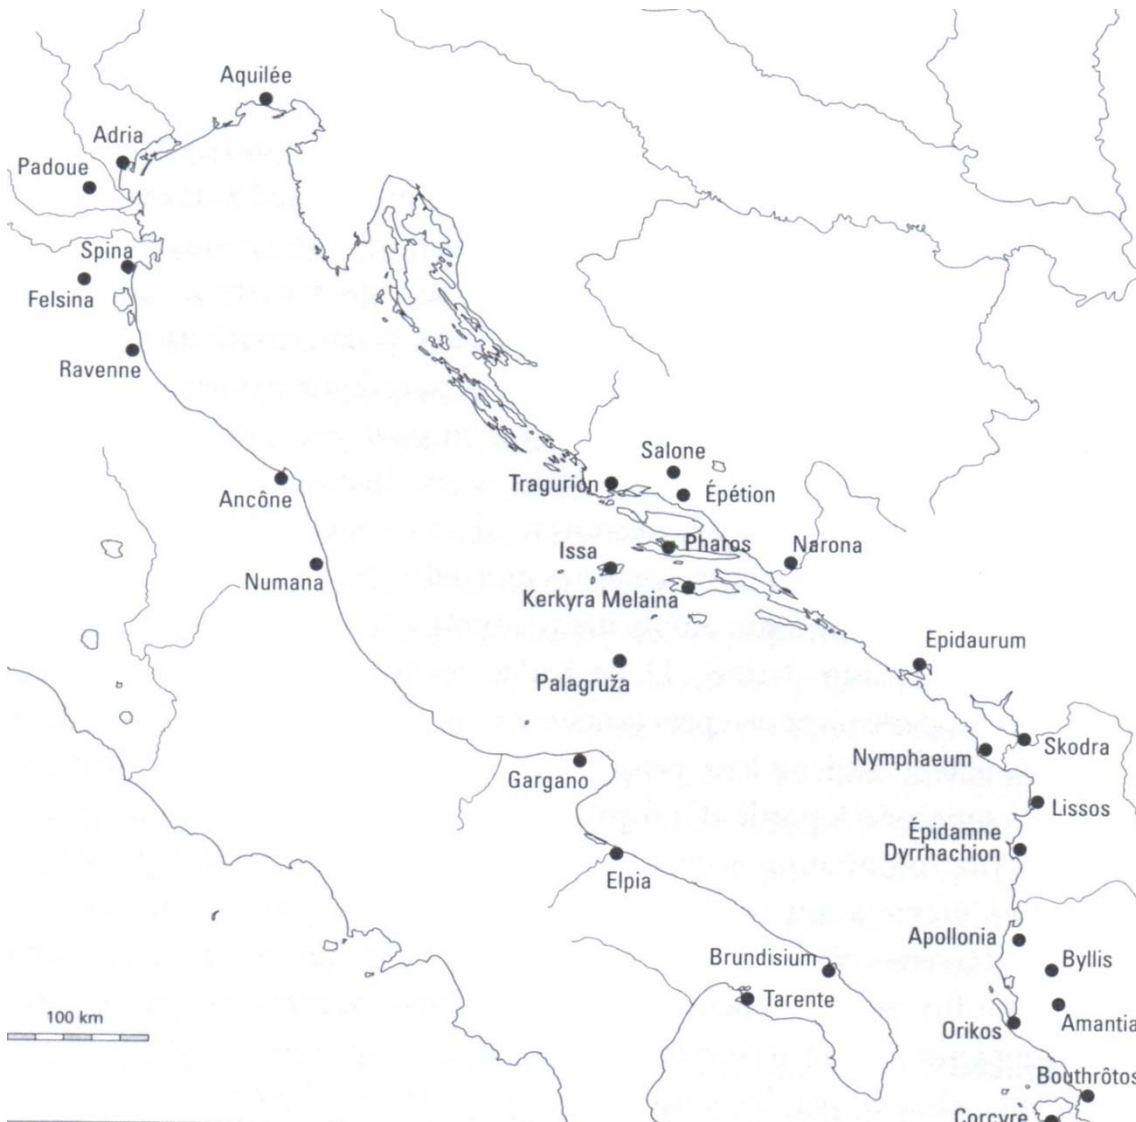 Aquilée
Adria
Padoue
Spina
Felsina
Ravenne
Ancône
Numana
Salone
Tragurion
Épétion
Pharos
Issa
Narona
Kerkyra Melaina
Epidaurum
Palagruža
Nymphaeum
Skodra
Gargano
Lissos
Épidamne
Dyrrhachion
Elpia
Apollonia
Brundisium
Byllis
Tarente
100 km
Orikos
Amantia
Bouthrôtos
Corcyre